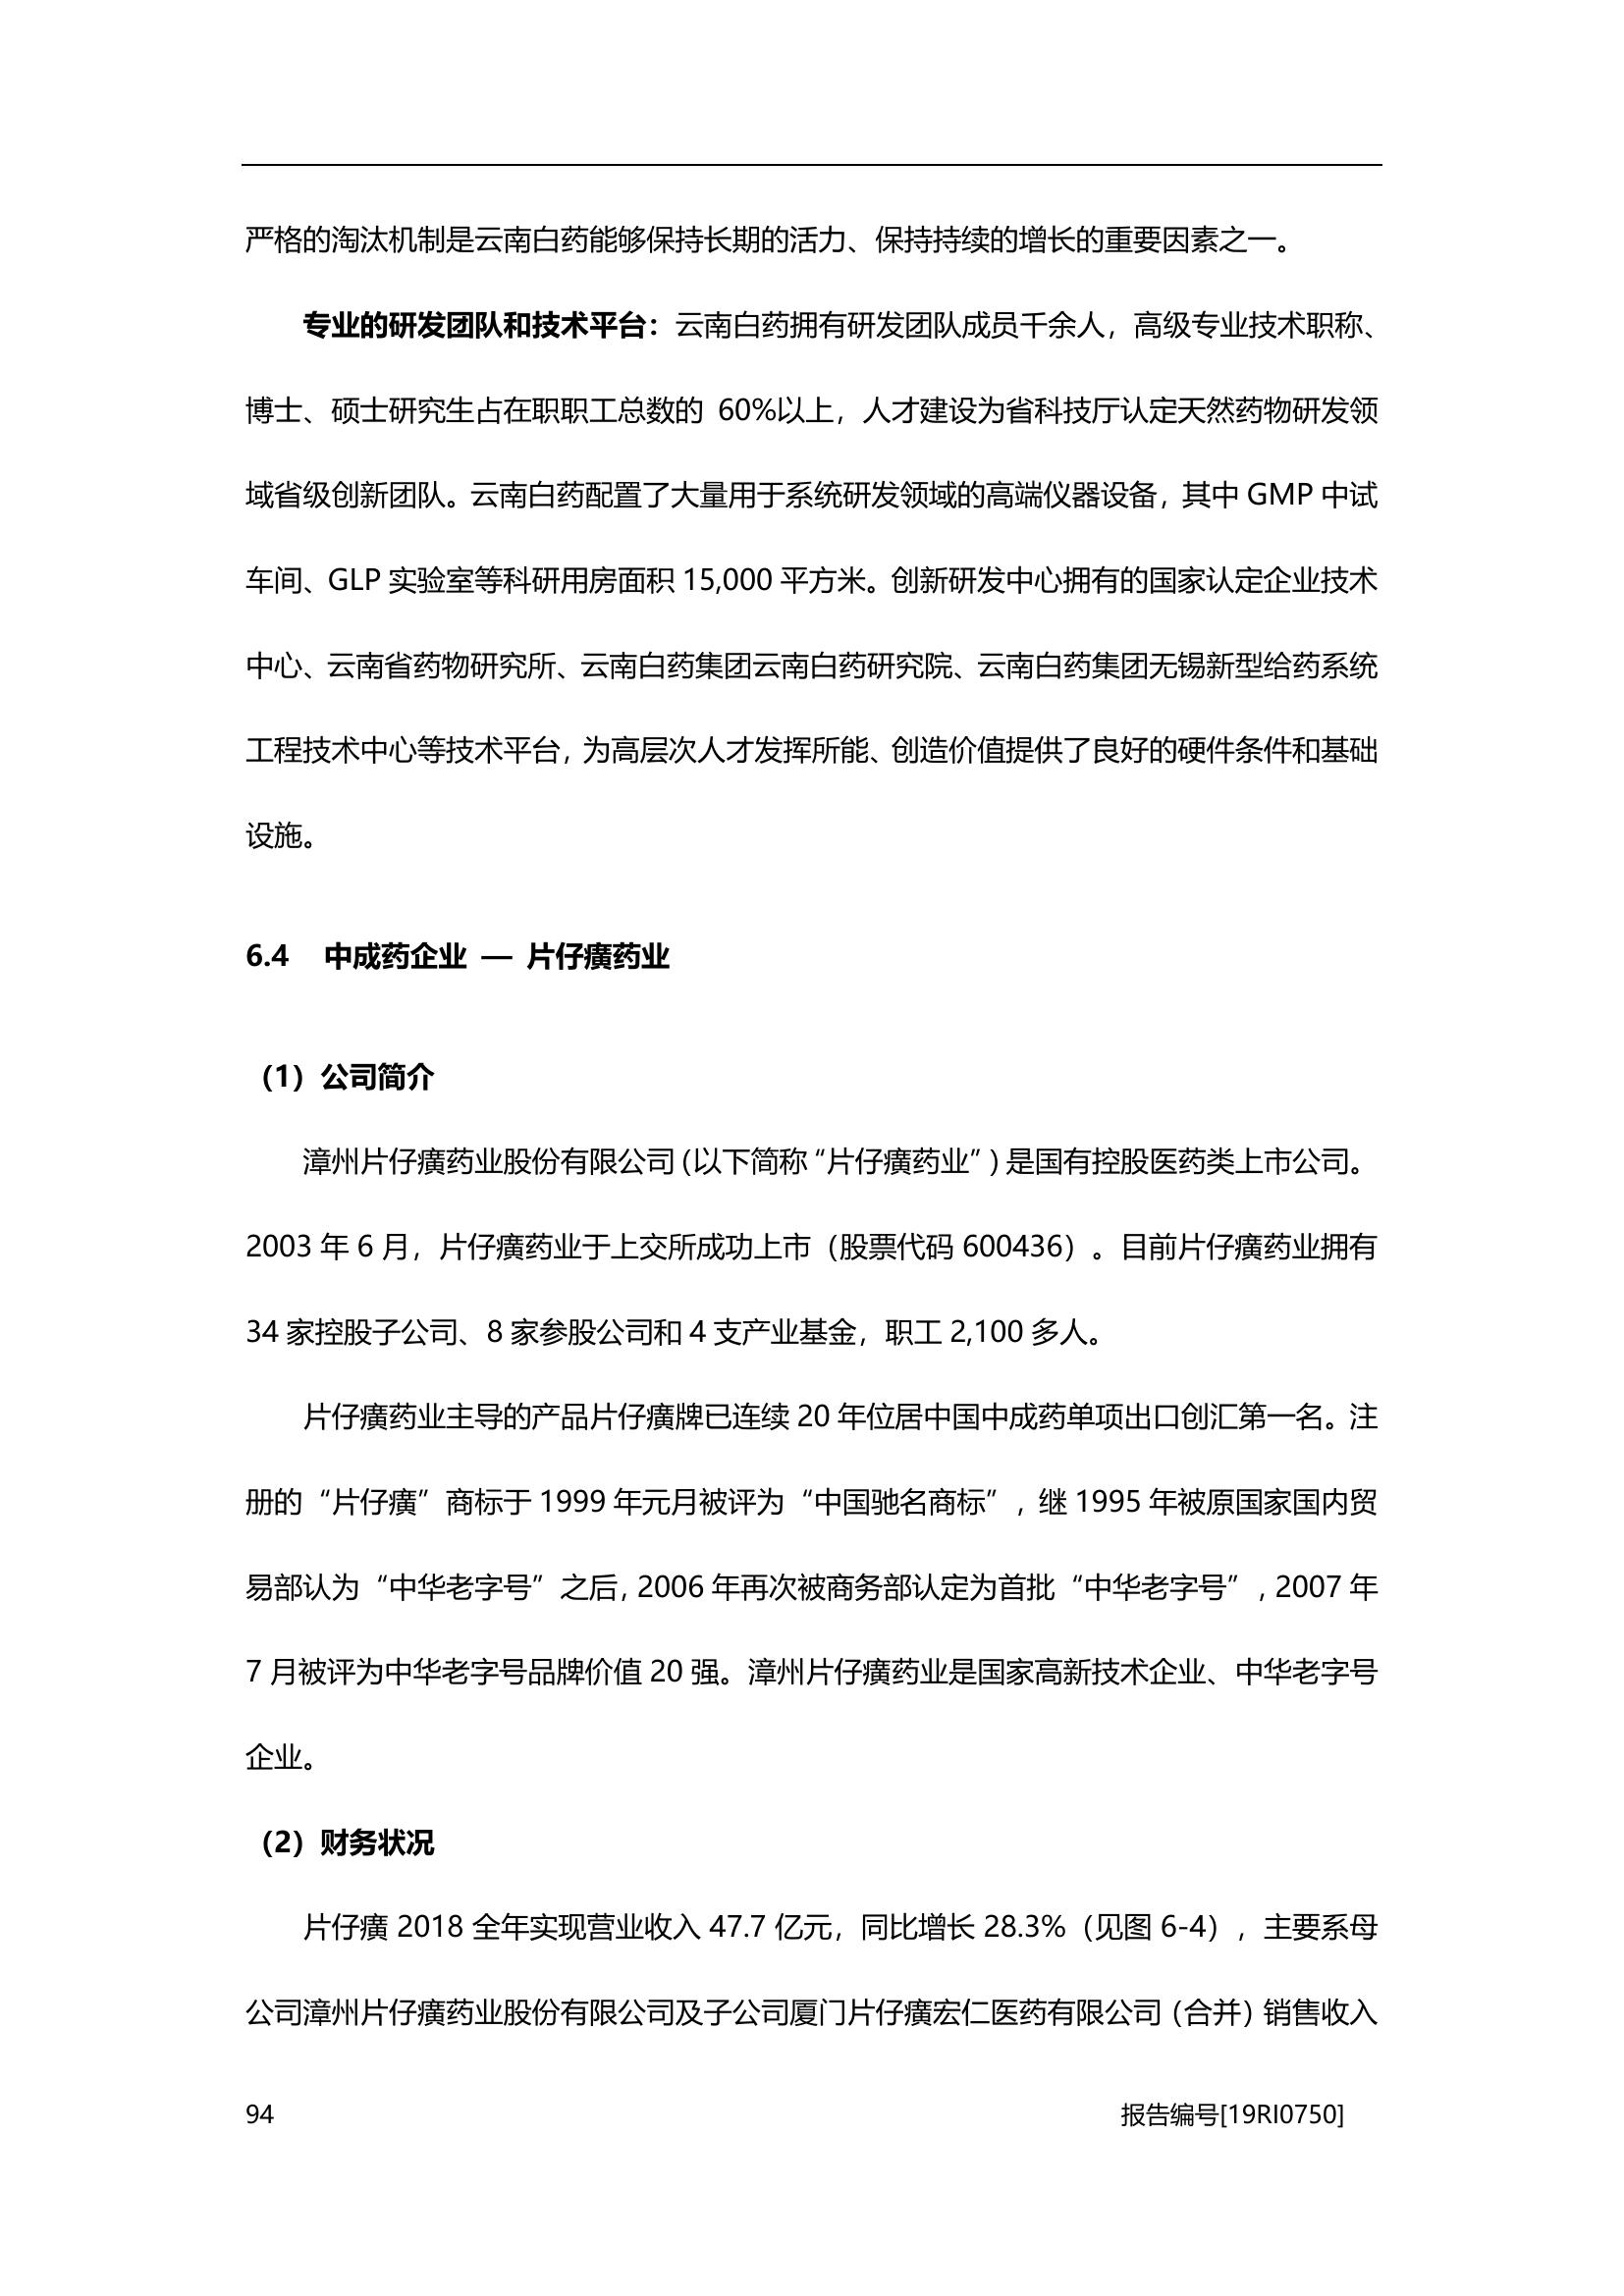 严格的淘汰机制是云南白药能够保持长期的活力、保持持续的增长的重要因素之一。
专业的研发团队和技术平台：云南白药拥有研发团队成员千余人，高级专业技术职称、
博士、硕士研究生占在职职工总数的 60%以上，人才建设为省科技厅认定天然药物研发领
域省级创新团队。云南白药配置了大量用于系统研发领域的高端仪器设备，其中 GMP 中试
车间、GLP 实验室等科研用房面积 15,000 平方米。创新研发中心拥有的国家认定企业技术
中心、云南省药物研究所、云南白药集团云南白药研究院、云南白药集团无锡新型给药系统
工程技术中心等技术平台，为高层次人才发挥所能、创造价值提供了良好的硬件条件和基础
设施。
6.4 中成药企业 — 片仔癀药业
（1）公司简介
漳州片仔癀药业股份有限公司（以下简称“片仔癀药业”）是国有控股医药类上市公司。
2003 年 6 月，片仔癀药业于上交所成功上市（股票代码 600436）。目前片仔癀药业拥有
34 家控股子公司、8 家参股公司和 4 支产业基金，职工 2,100 多人。
片仔癀药业主导的产品片仔癀牌已连续 20 年位居中国中成药单项出口创汇第一名。注
册的“片仔癀”商标于 1999 年元月被评为“中国驰名商标”，继 1995 年被原国家国内贸
易部认为“中华老字号”之后，2006 年再次被商务部认定为首批“中华老字号”，2007 年
7 月被评为中华老字号品牌价值 20 强。漳州片仔癀药业是国家高新技术企业、中华老字号
企业。
（2）财务状况
片仔癀 2018 全年实现营业收入 47.7 亿元，同比增长 28.3%（见图 6-4），主要系母
公司漳州片仔癀药业股份有限公司及子公司厦门片仔癀宏仁医药有限公司（合并）销售收入
94 报告编号[19RI0750]